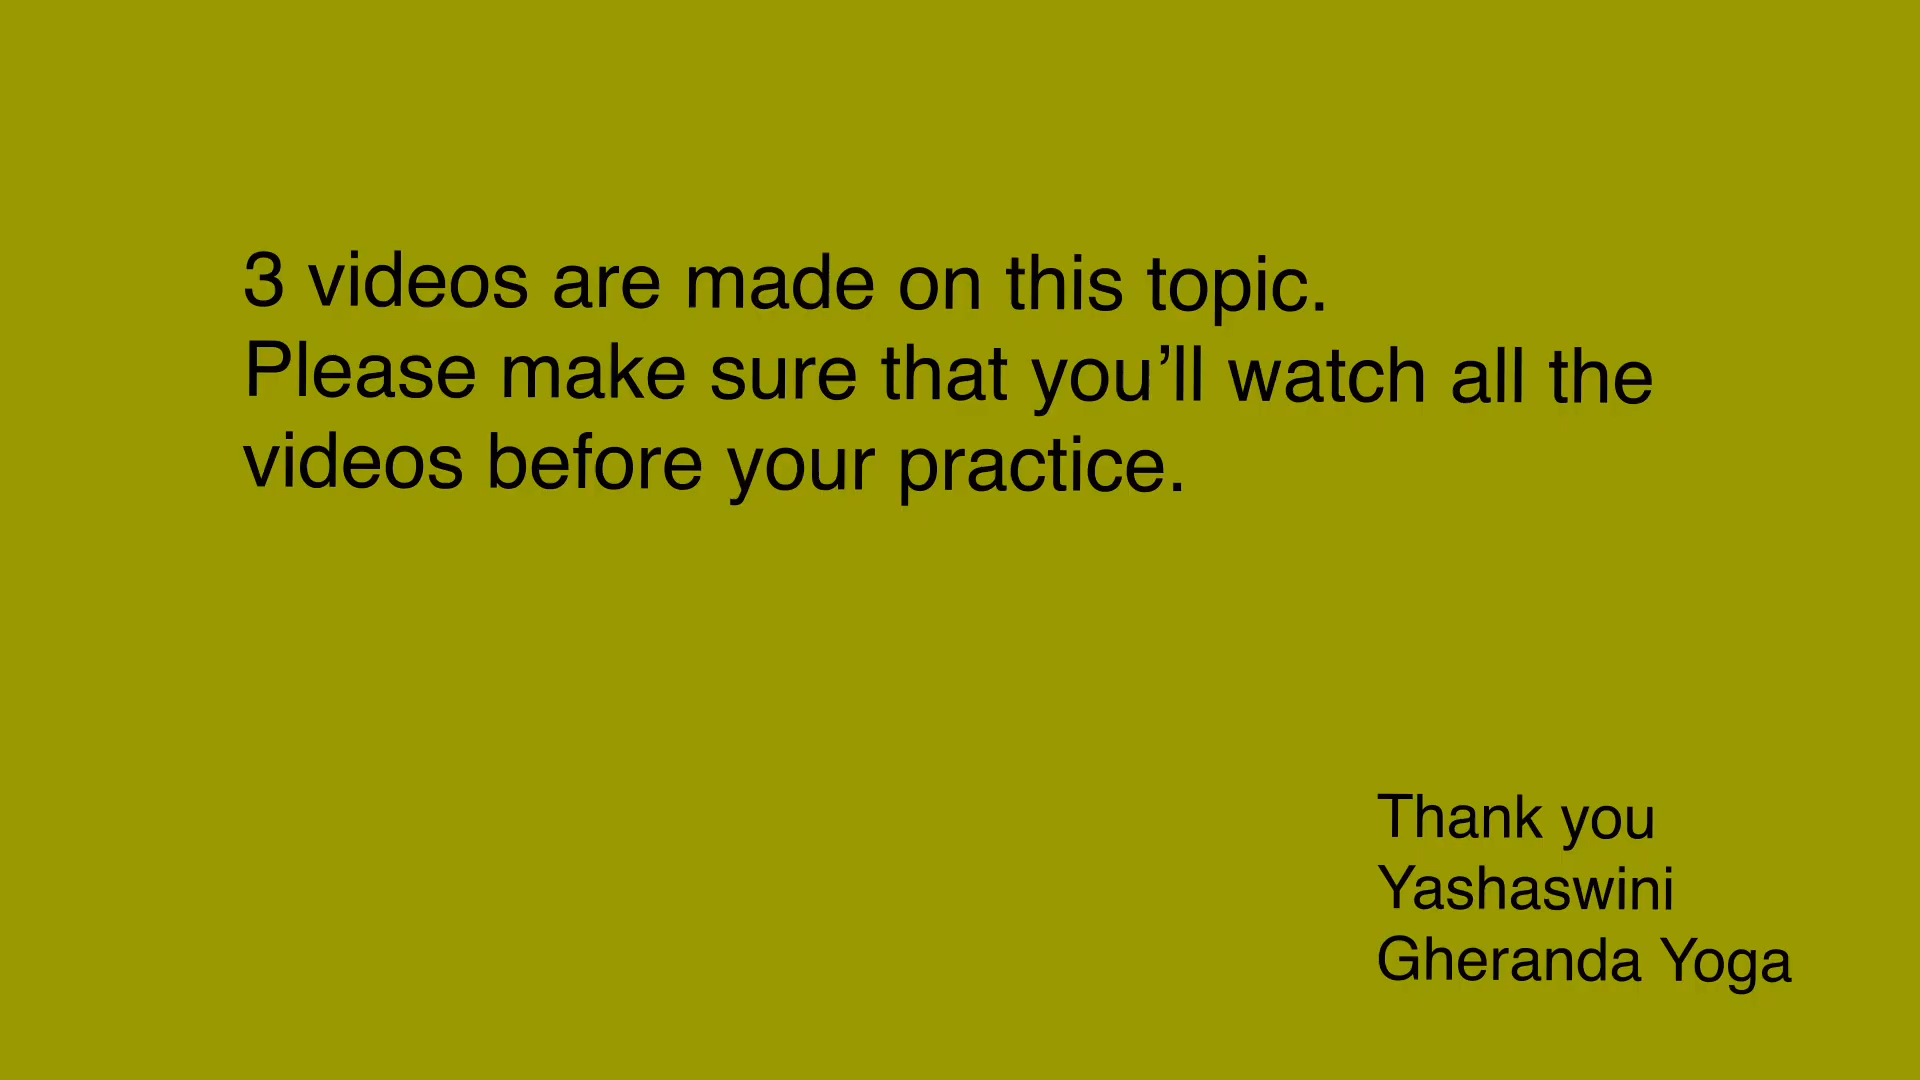 3 videos are made on this topic.
Please make sure that you’ll watch all the
videos before your practice.
Thank you
Yashaswini
Gheranda Yoga